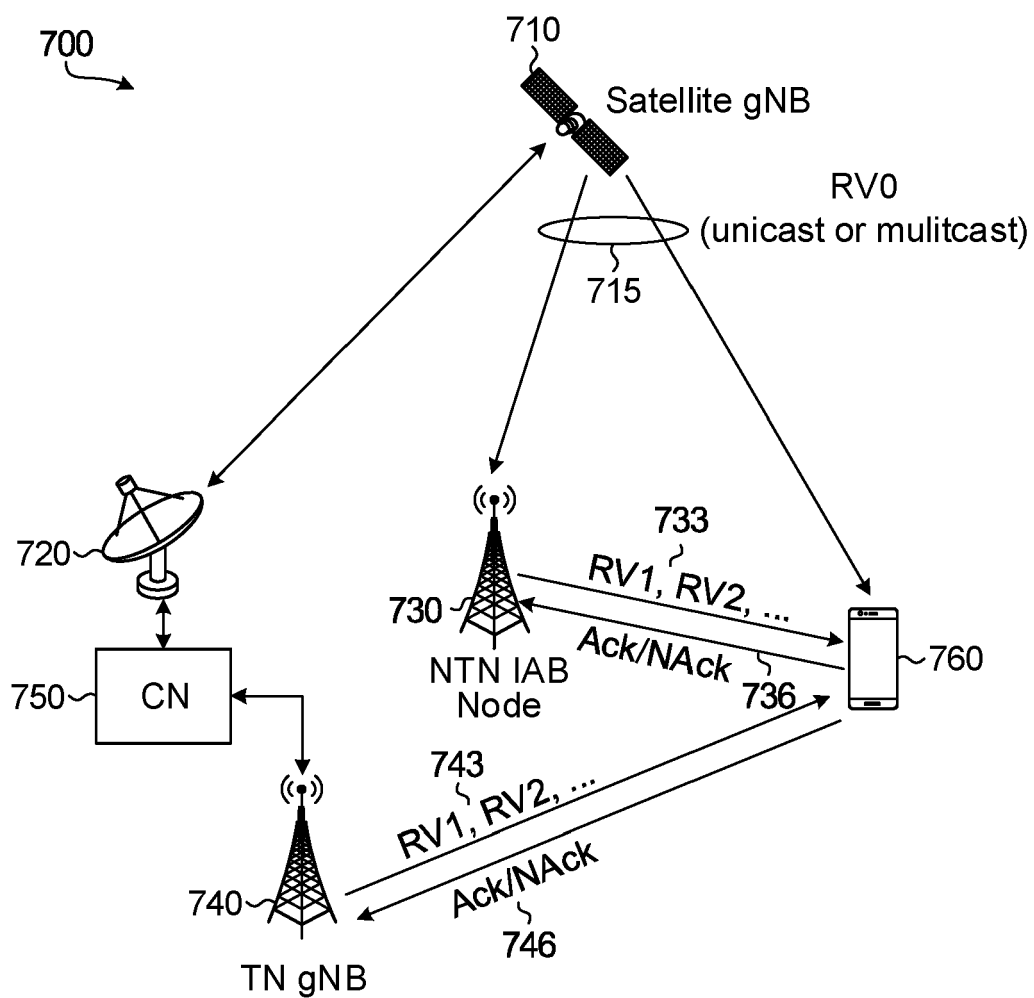 700
710
Satellite gNB
RV0
(unicast or mulitcast)
715
720
733
RV1, RV2, ...
730
Ack/NAck
736
760
NTN IAB
Node
750
CN
743
RV1, RV2, ...
740
Ack/NAck
746
TN gNB